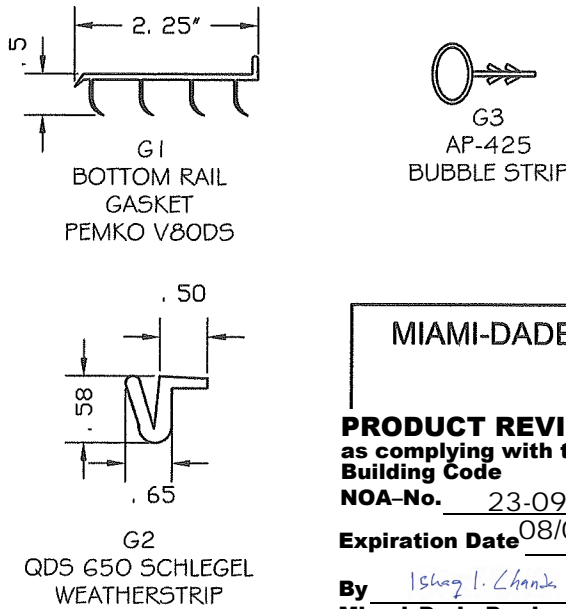 2.25"
.5
G1
BOTTOM RAIL
GASKET
PEMKO V80DS
G3
AP-425
BUBBLE STRIP
.50
.58
.65
G2
QDS 650 SCHLEGEL
WEATHERSTRIP
MIAMI-DADE
PRODUCT REVI
as complying with t
Building Code
NOA-No. 23-09
Expiration Date 08/0
By Ishaq I. Chanda